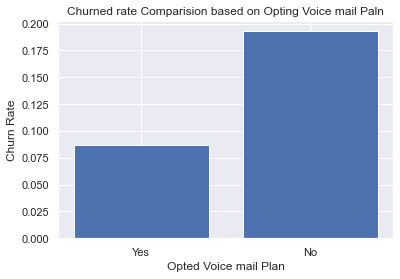 Churned rate Comparision based on Opting Voice mail Paln
0.200
0.175
0.150
0.125
0.100
0.075
0.050
0.025
0.000
Churn Rate
Yes
No
Opted Voice mail Plan